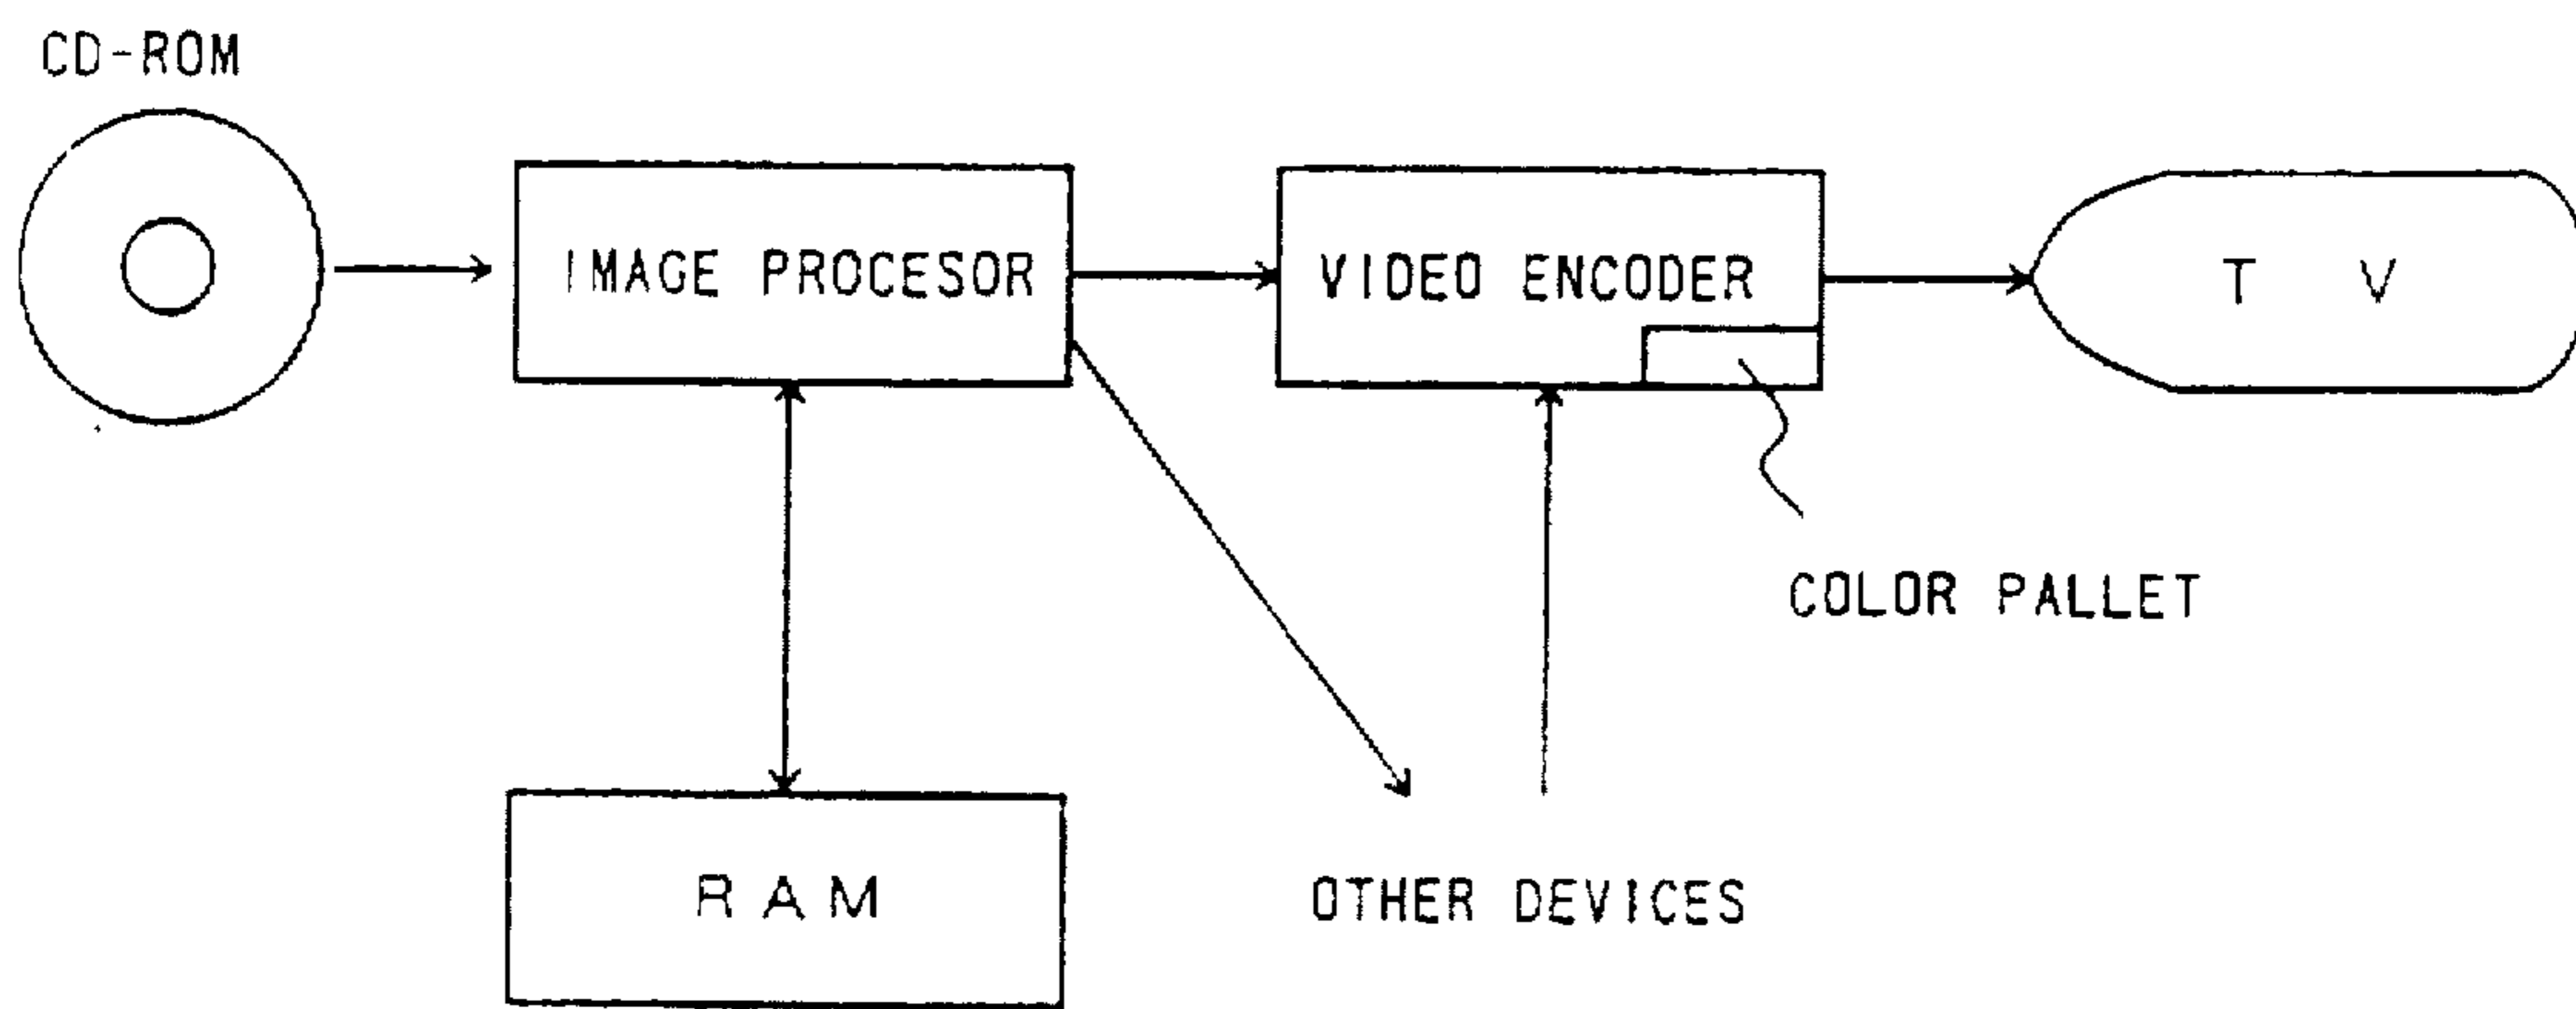 CD-ROM
IMAGE PROCESOR
VIDEO ENCODER
T V
COLOR PALLET
RAM
OTHER DEVICES